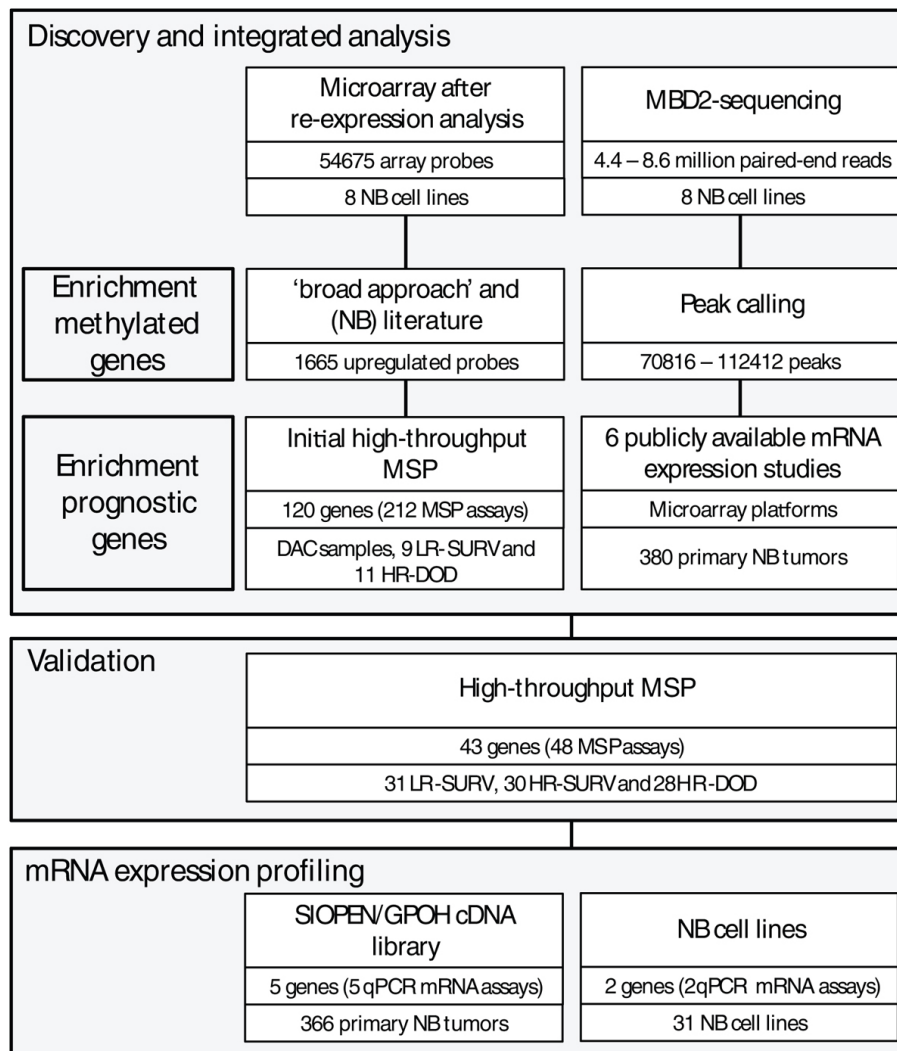 Discovery and integrated analysis
Microarray after
re-expression analysis
54675 array probes
8 NB cell lines
MBD2-sequencing
4.4 – 8.6 million paired-end reads
8 NB cell lines
Enrichment
methylated
genes
‘broad approach’ and
(NB) literature
1665 upregulated probes
Peak calling
70816 – 112412 peaks
Enrichment
prognostic
genes
Initial high-throughput
MSP
120 genes (212 MSP assays)
DAC samples, 9 LR-SURV and
11 HR-DOD
6 publicly available mRNA
expression studies
Microarray platforms
380 primary NB tumors
Validation
High-throughput MSP
43 genes (48 MSP assays)
31 LR-SURV, 30 HR-SURV and 28 HR-DOD
mRNA expression profiling
SIOPEN/GPOH cDNA
library
5 genes (5 qPCR mRNA assays)
366 primary NB tumors
NB cell lines
2 genes (2qPCR mRNA assays)
31 NB cell lines